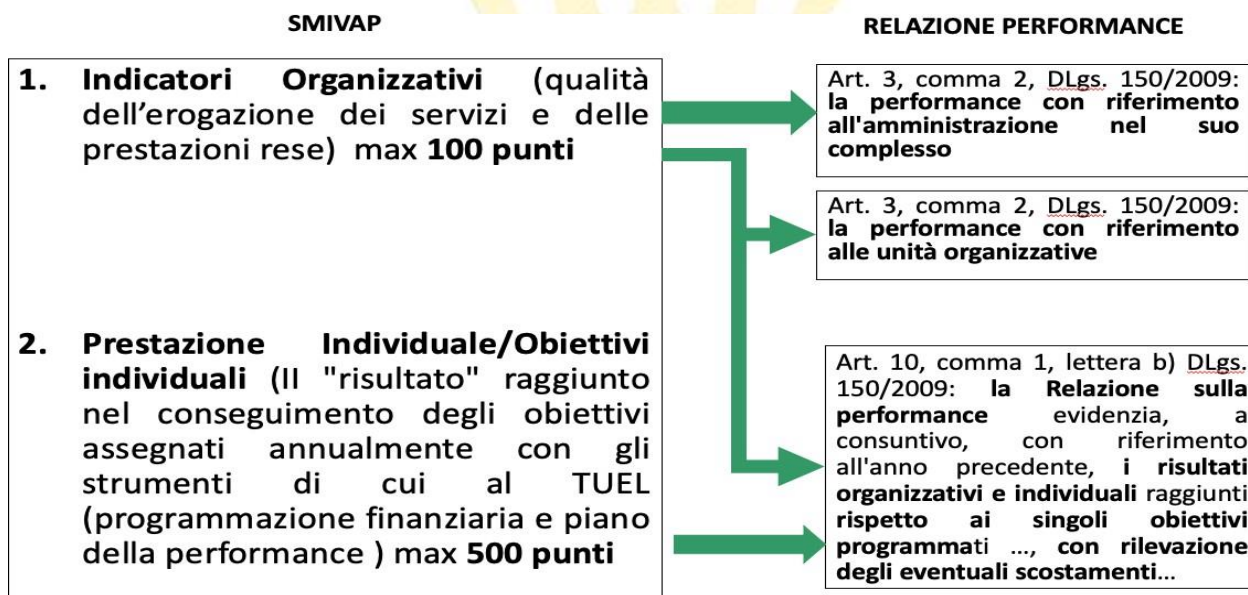 SMIVAP
1. Indicatori Organizzativi (qualità
dell'erogazione dei servizi e delle
prestazioni rese) max 100 punti
2. Prestazione Individuale/Obiettivi
individuali (Il "risultato" raggiunto
nel conseguimento degli obiettivi
assegnati annualmente con gli
strumenti di cui al TUEL
(programmazione finanziaria e piano
della performance ) max 500 punti
RELAZIONE PERFORMANCE
Art. 3, comma 2, DLgs. 150/2009:
la performance con riferimento
all'amministrazione nel suo
complesso
Art. 3, comma 2, DLgs. 150/2009:
la performance con riferimento
alle unità organizzative
Art. 10, comma 1, lettera b) DLgs.
150/2009: la Relazione sulla
performance evidenzia, a
consuntivo, con riferimento
all'anno precedente, i risultati
organizzativi e individuali raggiunti
rispetto ai singoli obiettivi
programmati ..., con rilevazione
degli eventuali scostamenti...